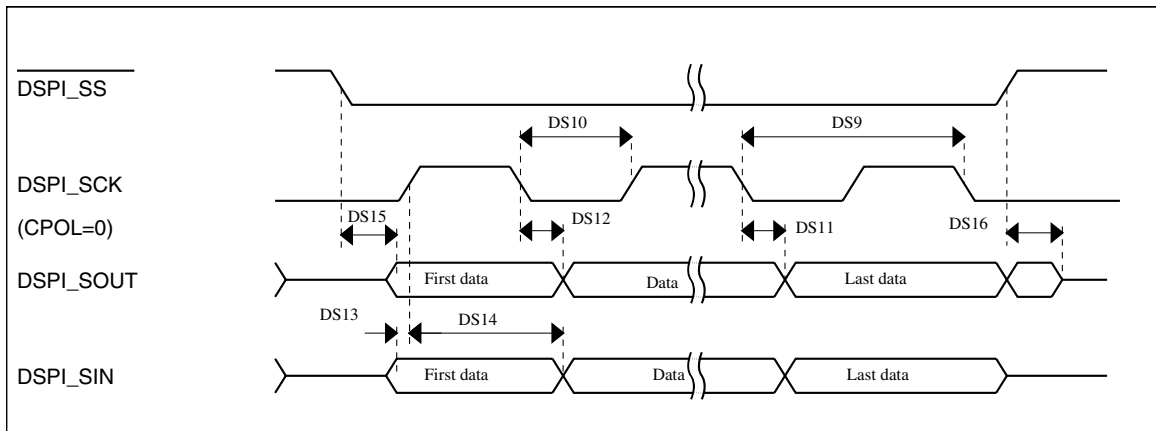 DSPI_SS
DS10
DS9
DSPI_SCK
(CPOL=0)
DS15
DS12
DS11
DS16
DSPI_SOUT
First data
Data
Last data
DS13
DS14
DSPI_SIN
First data
Data
Last data